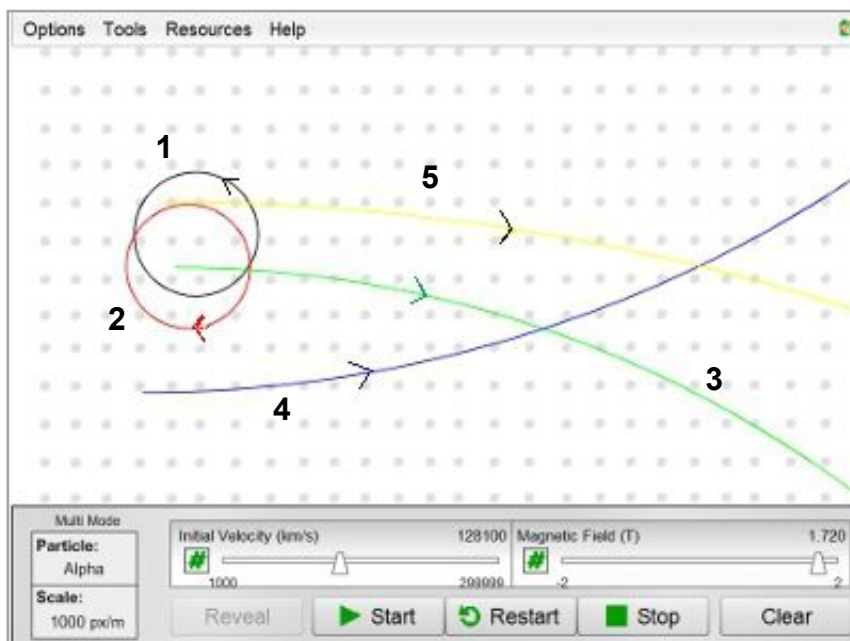 Options Tools Resources Help
1
5
2
3
4
Multi Mode
Particle:
Alpha
Scale:
1000 px/m
Initial Velocity (km/s) 128100
#
1000 299999
Magnetic Field (T) 1.720
#
-2 2
Reveal Start Restart Stop Clear